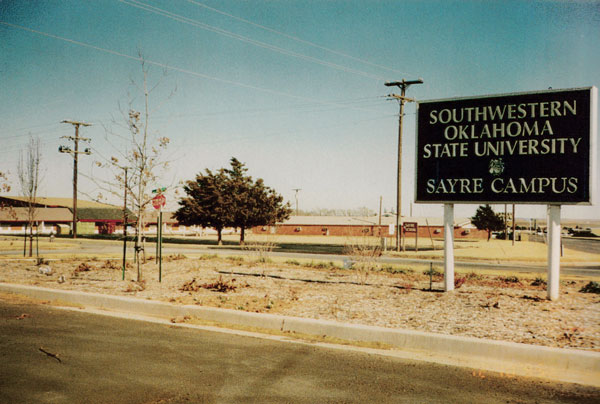 SOUTHWESTERN
OKLAHOMA
STATE UNIVERSITY
SAYRE CAMPUS